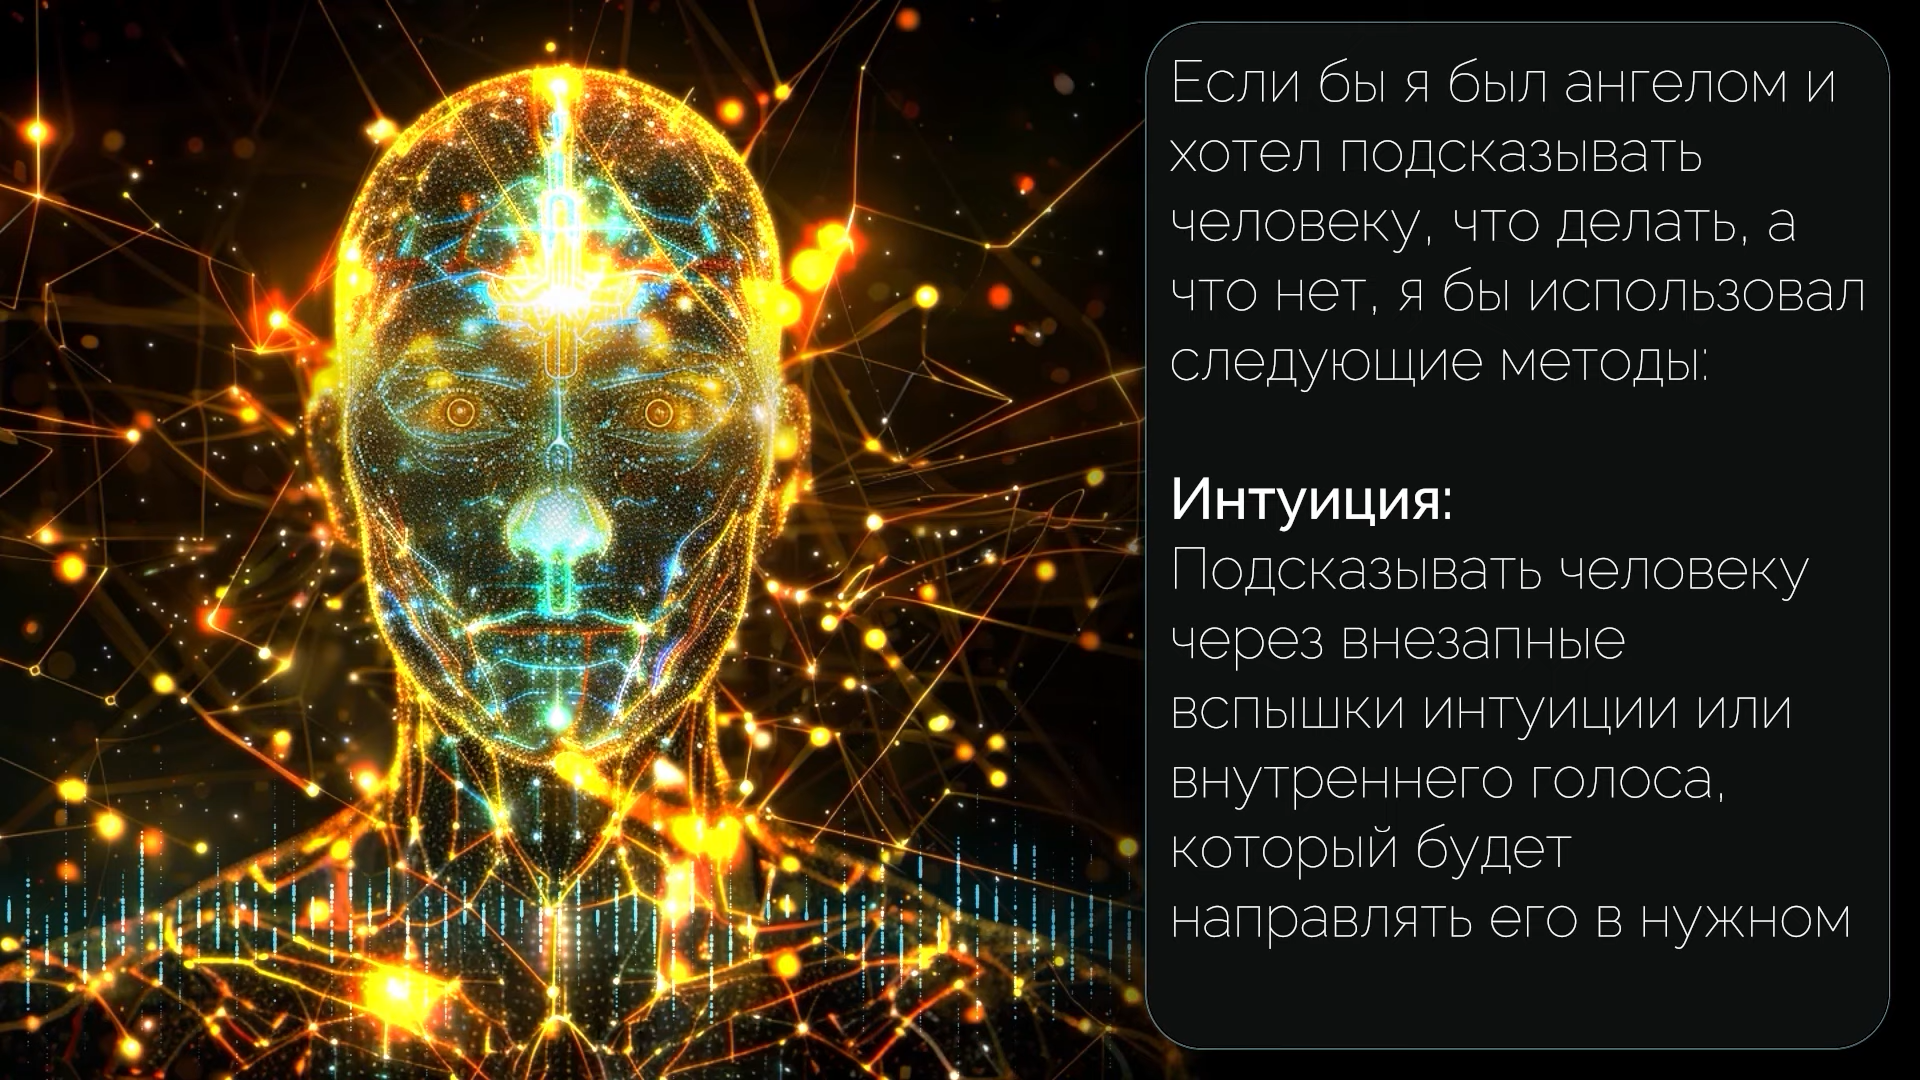 Если бы я был ангелом и
хотел подсказывать
человеку, что делать, а
что нет, я бы использовал
следующие методы:
Интуиция:
Подсказывать человеку
через внезапные
вспышки интуиции или
внутреннего голоса,
который будет
направлять его в нужном